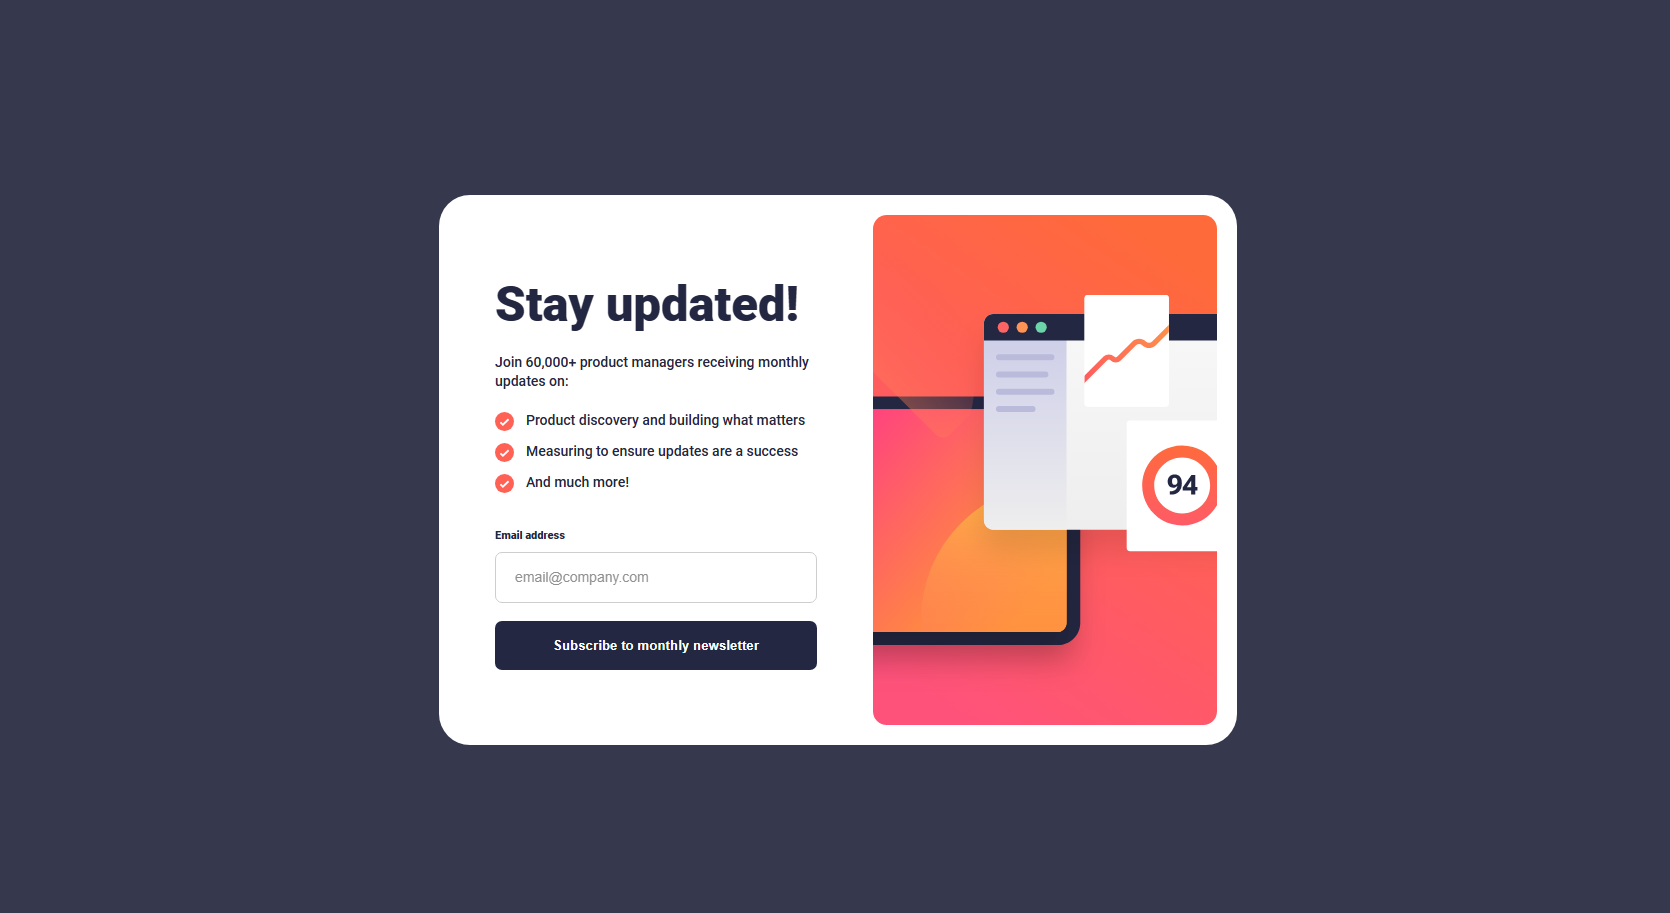 Stay updated!
Join 60,000+ product managers receiving monthly
updates on:
Product discovery and building what matters
Measuring to ensure updates are a success
And much more!
Email address
email@company.com
Subscribe to monthly newsletter
94